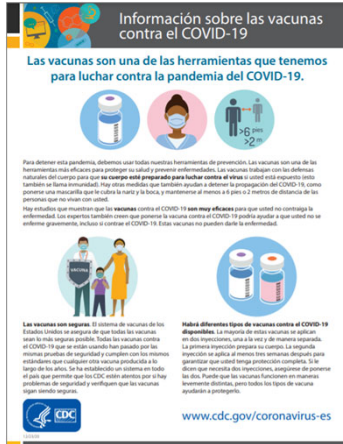 Información sobre las vacunas
contra el COVID-19
Las vacunas son una de las herramientas que tenemos
para luchar contra la pandemia del COVID-19.
>6 pies
>2 m
Para detener esta pandemia, debemos usar todas nuestras herramientas de prevención. Las vacunas son una de las
herramientas más eficaces para proteger su salud y prevenir enfermedades. Las vacunas trabajan con las defensas
naturales del cuerpo para que su cuerpo esté preparado para luchar contra el virus si usted está expuesto (esto
también se llama inmunidad). Hay otras medidas que también ayudan a detener la propagación del COVID-19, como
ponerse una mascarilla que le cubra la nariz y la boca, y mantenerse al menos a 6 pies o 2 metros de distancia de las
personas que no vivan con usted.
Hay estudios que muestran que las vacunas contra el COVID-19 son muy eficaces para que usted no contraiga la
enfermedad. Los expertos también creen que ponerse la vacuna contra el COVID-19 podría ayudar a que usted no se
enferme gravemente, incluso si contrae el COVID-19. Estas vacunas no pueden darle la enfermedad.
VACUNA
Las vacunas son seguras. El sistema de vacunas de los
Estados Unidos se asegura de que todas las vacunas
sean lo más seguras posible. Todas las vacunas contra
el COVID-19 que se están usando han pasado por las
mismas pruebas de seguridad y cumplen con los mismos
estándares que cualquier otra vacuna producida a lo
largo de los años. Se ha establecido un sistema en todo
el país que permite que los CDC estén atentos por si hay
problemas de seguridad y verifiquen que las vacunas
sigan siendo seguras.
Habrá diferentes tipos de vacunas contra el COVID-19
disponibles. La mayoría de estas vacunas se aplican
en dos inyecciones, una a la vez y de manera separada.
La primera inyección prepara su cuerpo. La segunda
inyección se aplica al menos tres semanas después para
garantizar que usted tenga protección completa. Si le
dicen que necesita dos inyecciones, asegúrese de ponerse
las dos. Puede que las vacunas funcionen en maneras
levemente distintas, pero todos los tipos de vacuna
ayudarán a protegerlo.
CDC
www.cdc.gov/coronavirus-es